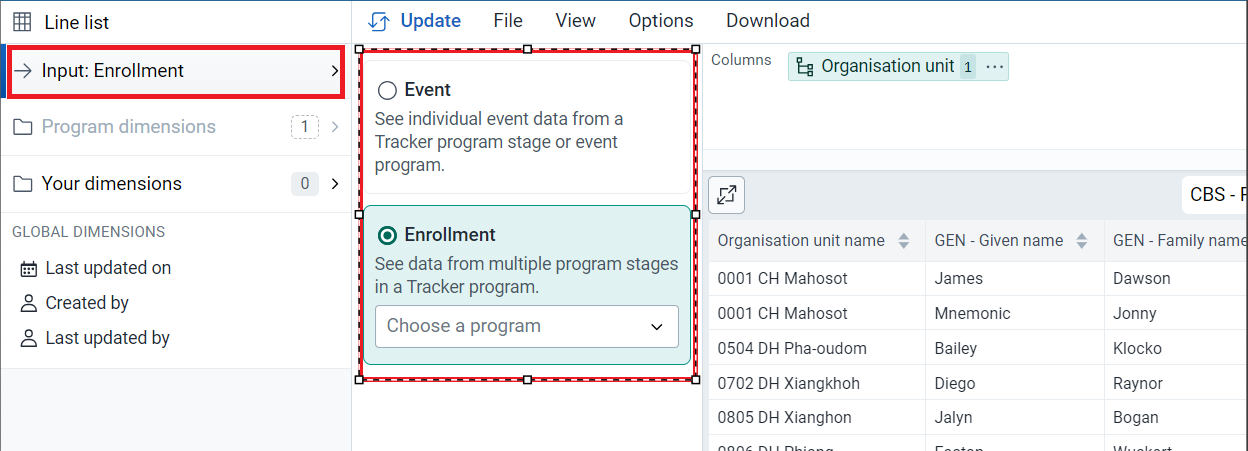 Line list
Update File View Options Download
Input: Enrollment
Program dimensions 1
Your dimensions 0
GLOBAL DIMENSIONS
Last updated on
Created by
Last updated by
Event
See individual event data from a
Tracker program stage or event
program.
Enrollment
See data from multiple program stages
in a Tracker program.
Choose a program
Columns Organisation unit 1 ···
CBS -
Organisation unit name GEN - Given name GEN - Family name
0001 CH Mahosot James Dawson
0001 CH Mahosot Mnemonic Jonny
0504 DH Pha-oudom Bailey Klocko
0702 DH Xiangkhoh Diego Raynor
0805 DH Xianghon Jalyn Bogan